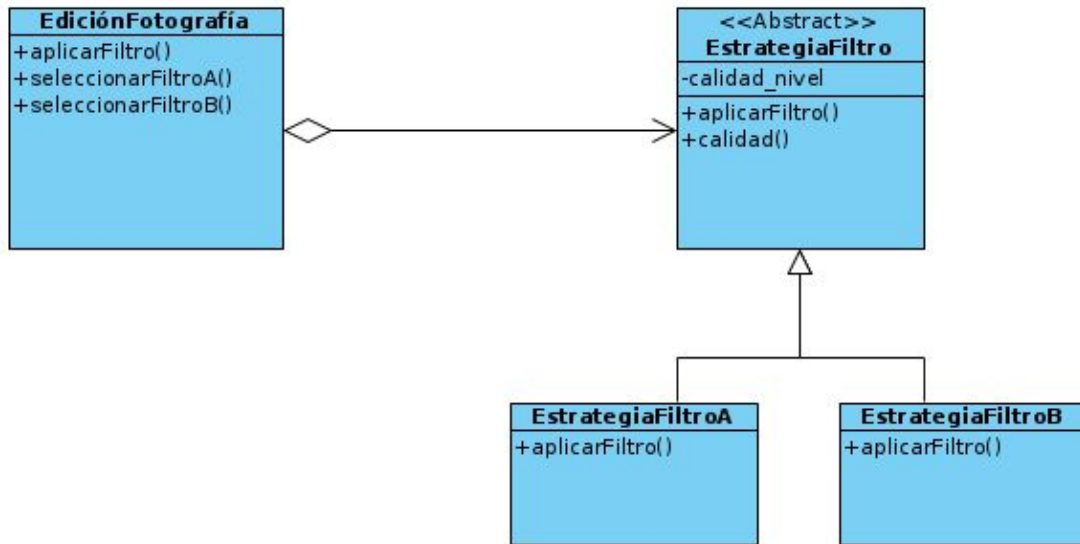 EdiciónFotografía
+aplicarFiltro()
+seleccionarFiltroA()
+seleccionarFiltroB()
<<Abstract>>
EstrategiaFiltro
-calidad_nivel
+aplicarFiltro()
+calidad()
EstrategiaFiltroA
+aplicarFiltro()
EstrategiaFiltroB
+aplicarFiltro()